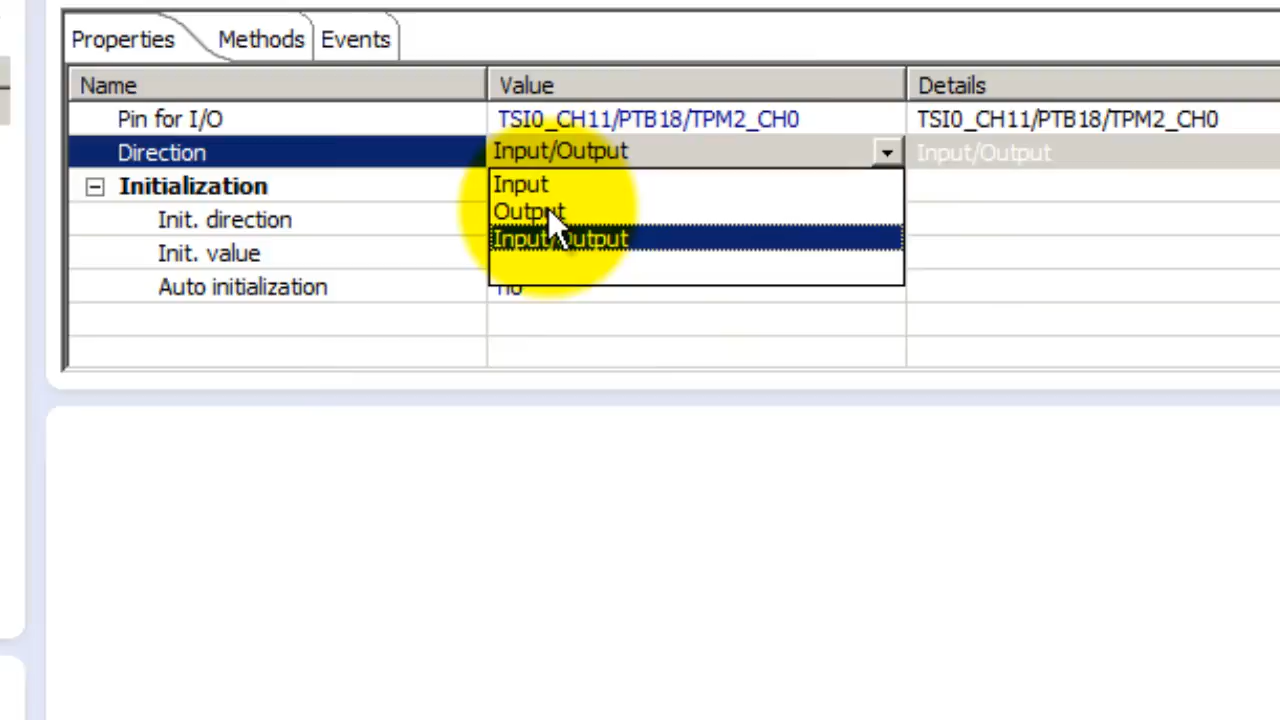 Properties Methods Events
Name Value Details
Pin for I/O TSI0_CH11/PTB18/TPM2_CH0 TSI0_CH11/PTB18/TPM2_CH0
Direction Input/Output Input/Output
Initialization Input
Init. direction Output
Init. value Input/Output
Auto initialization no